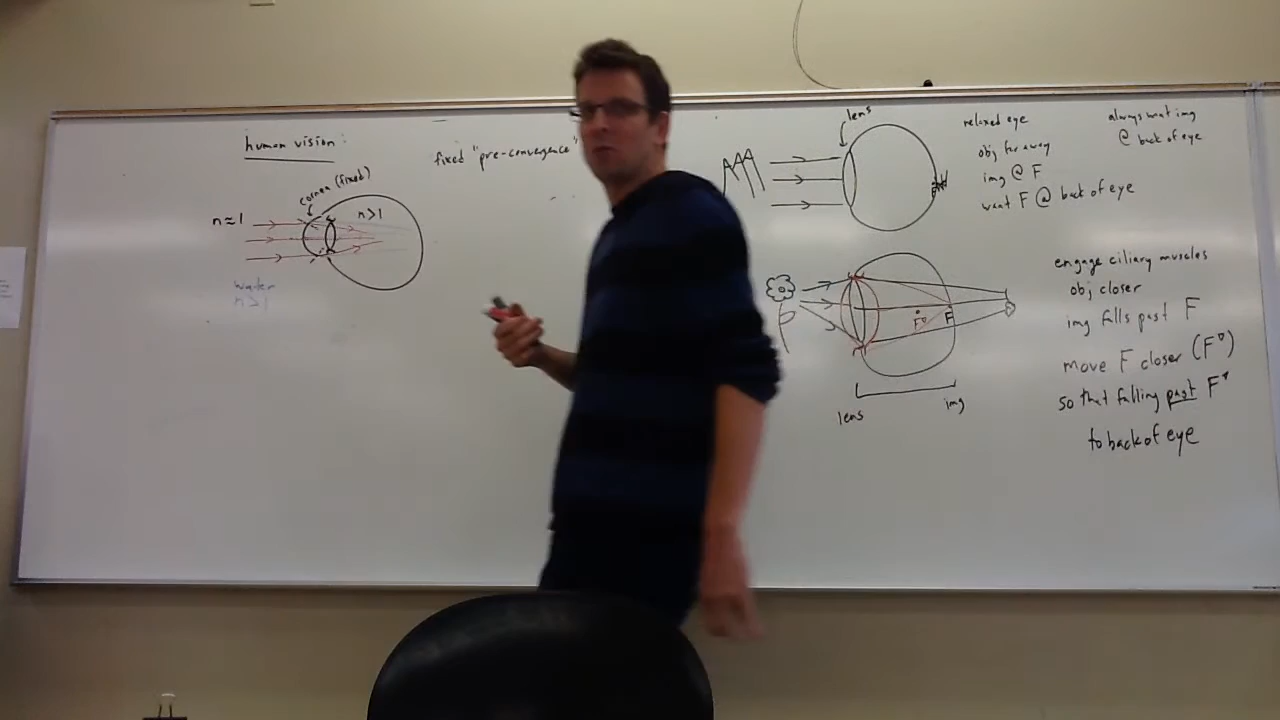 human vision:
cornea (fixed)
n≈1
n>1
water
n>1
fixed "pre-convergence"
lens
relaxed eye
obj far away
img @ F
want F @ back of eye
always want img
@ back of eye
F
lens
img
engage ciliary muscles
obj closer
img falls past F
move F closer
so that falling past
to back of eye